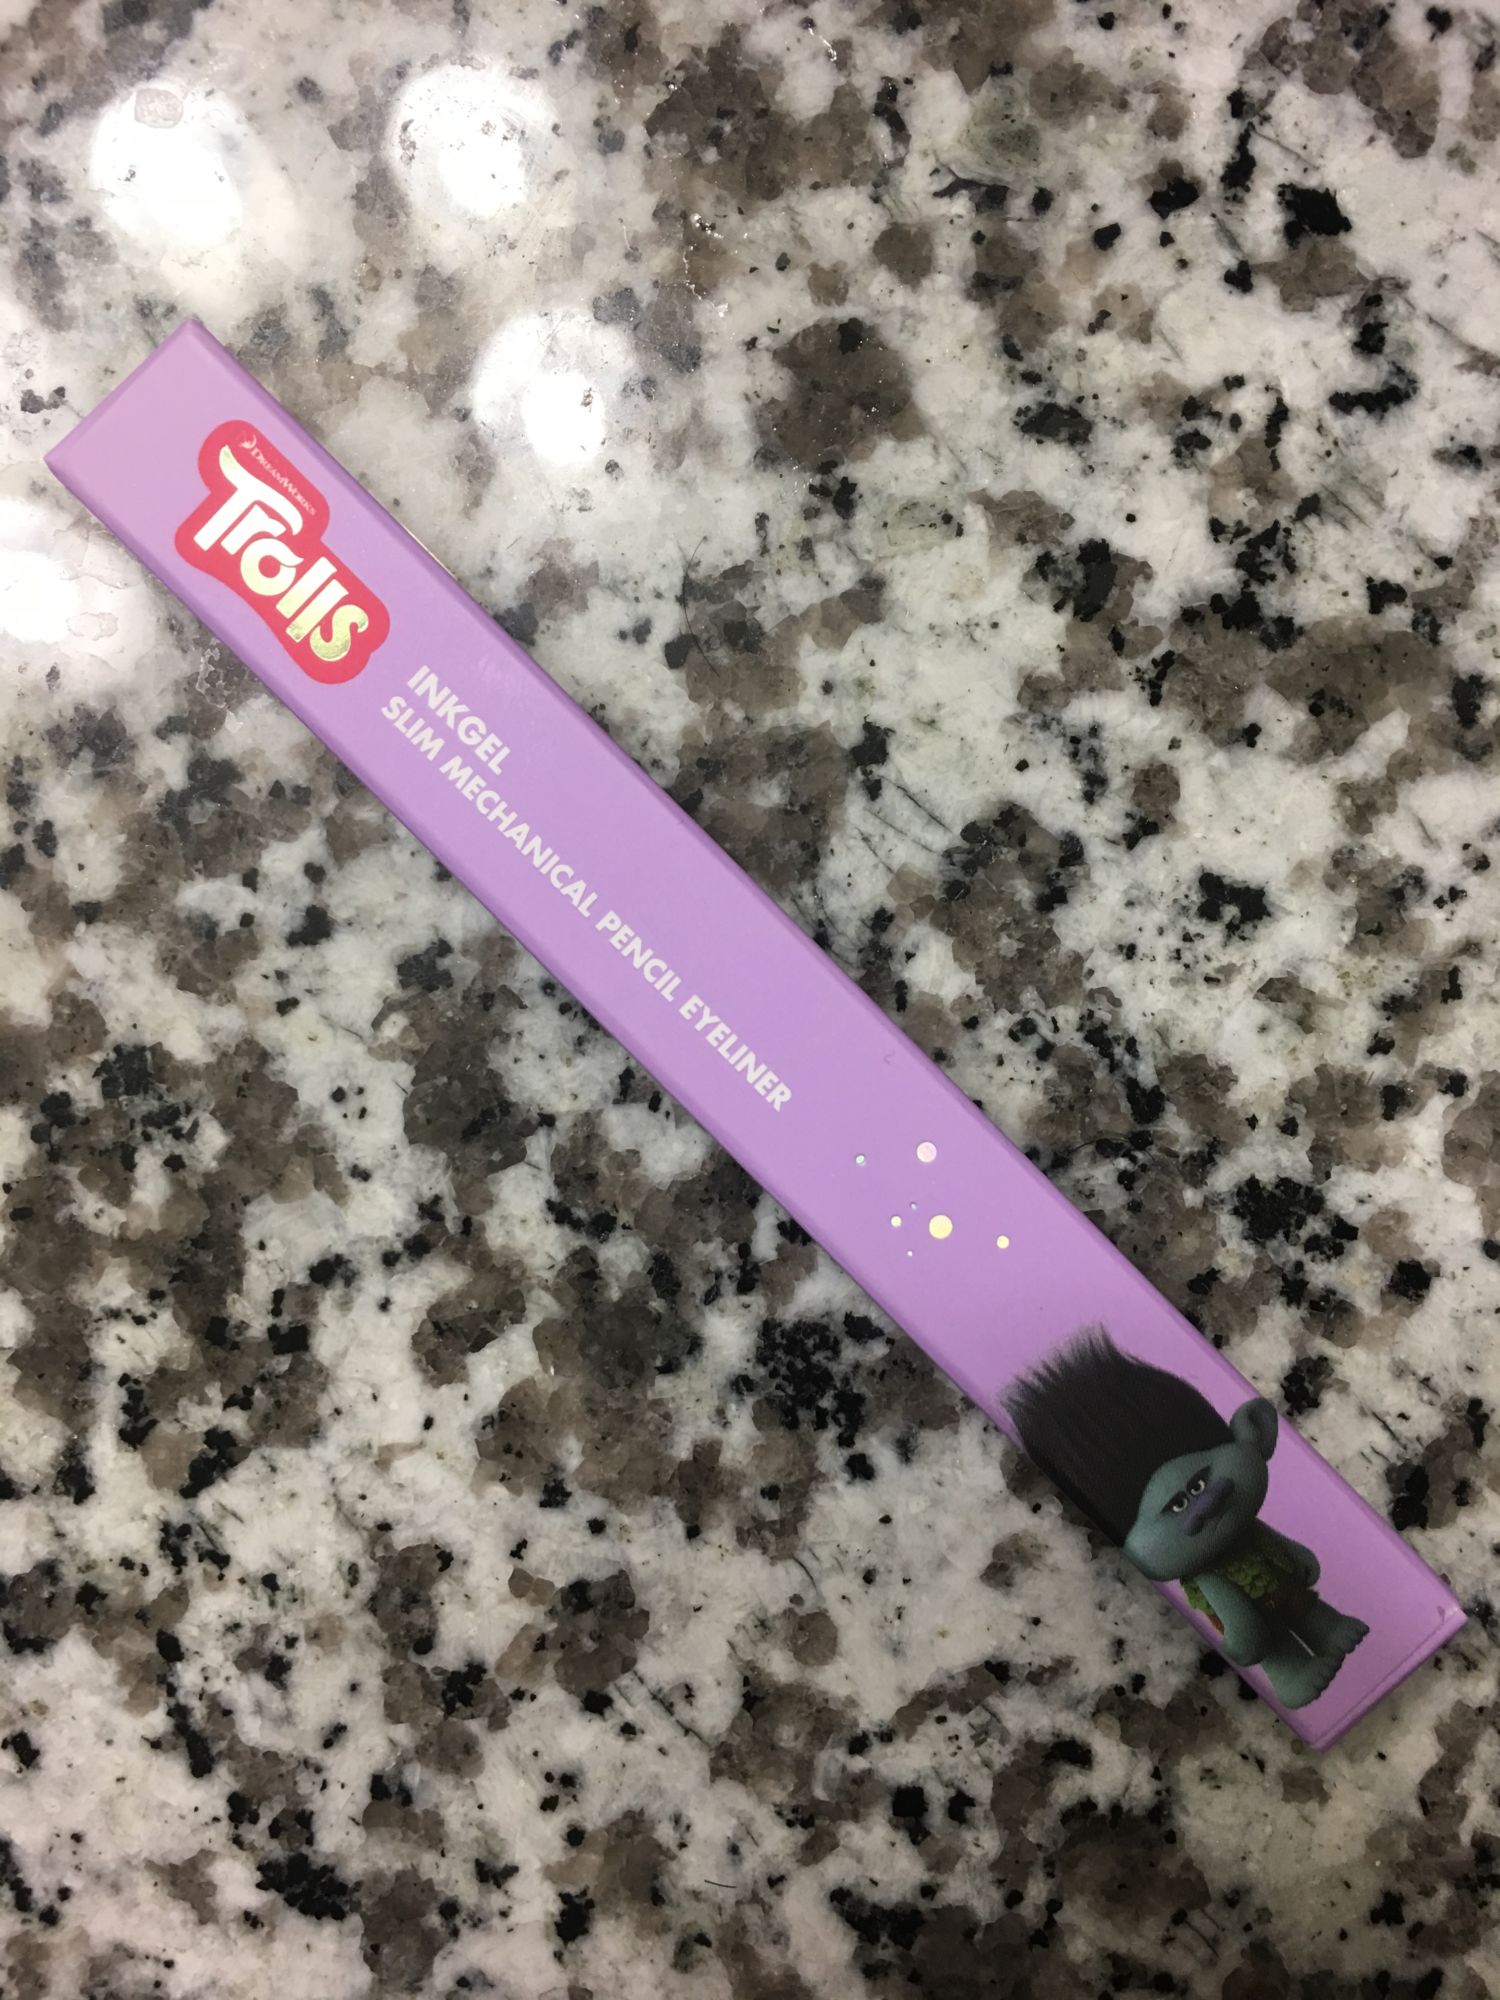 DREAMWORKS
Trolls
INKGEL
SLIM MECHANICAL PENCIL EYELINER